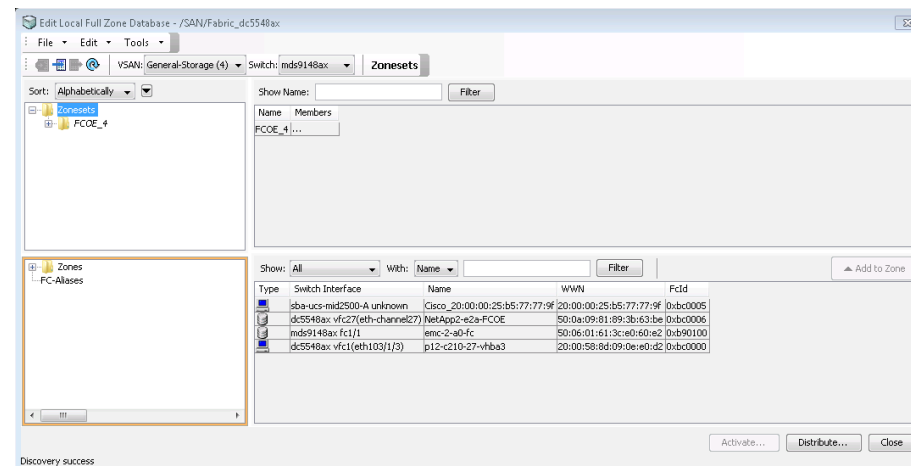 Edit Local Full Zone Database - /SAN/Fabric_dc5548ax
File Edit Tools
VSAN: General-Storage (4) Switch: mds9148ax Zonesets
Sort: Alphabetically Show Name: Filter
Zonesets
FCOE_4
Name Members
FCOE_4 ...
Zones
FC-Aliases
Show: All With: Name Filter Add to Zone
Type Switch Interface Name WWN FcId
sba-ucs-mid2500-A unknown Cisco_20:00:00:25:b5:77:77:9f 20:00:00:25:b5:77:77:9f 0xbc0005
dc5548ax vfc27(eth-channel27) NetApp2-e2a-FCOE 50:0a:09:81:89:3b:63:be 0xbc0006
mds9148ax fc1/1 emc-2-a0-fc 50:06:01:61:3c:e0:60:e2 0xb90100
dc5548ax vfc1(eth103/1/3) p12-c210-27-vhba3 20:00:58:8d:09:0e:e0:d2 0xbc0000
Activate... Distribute... Close
Discovery success